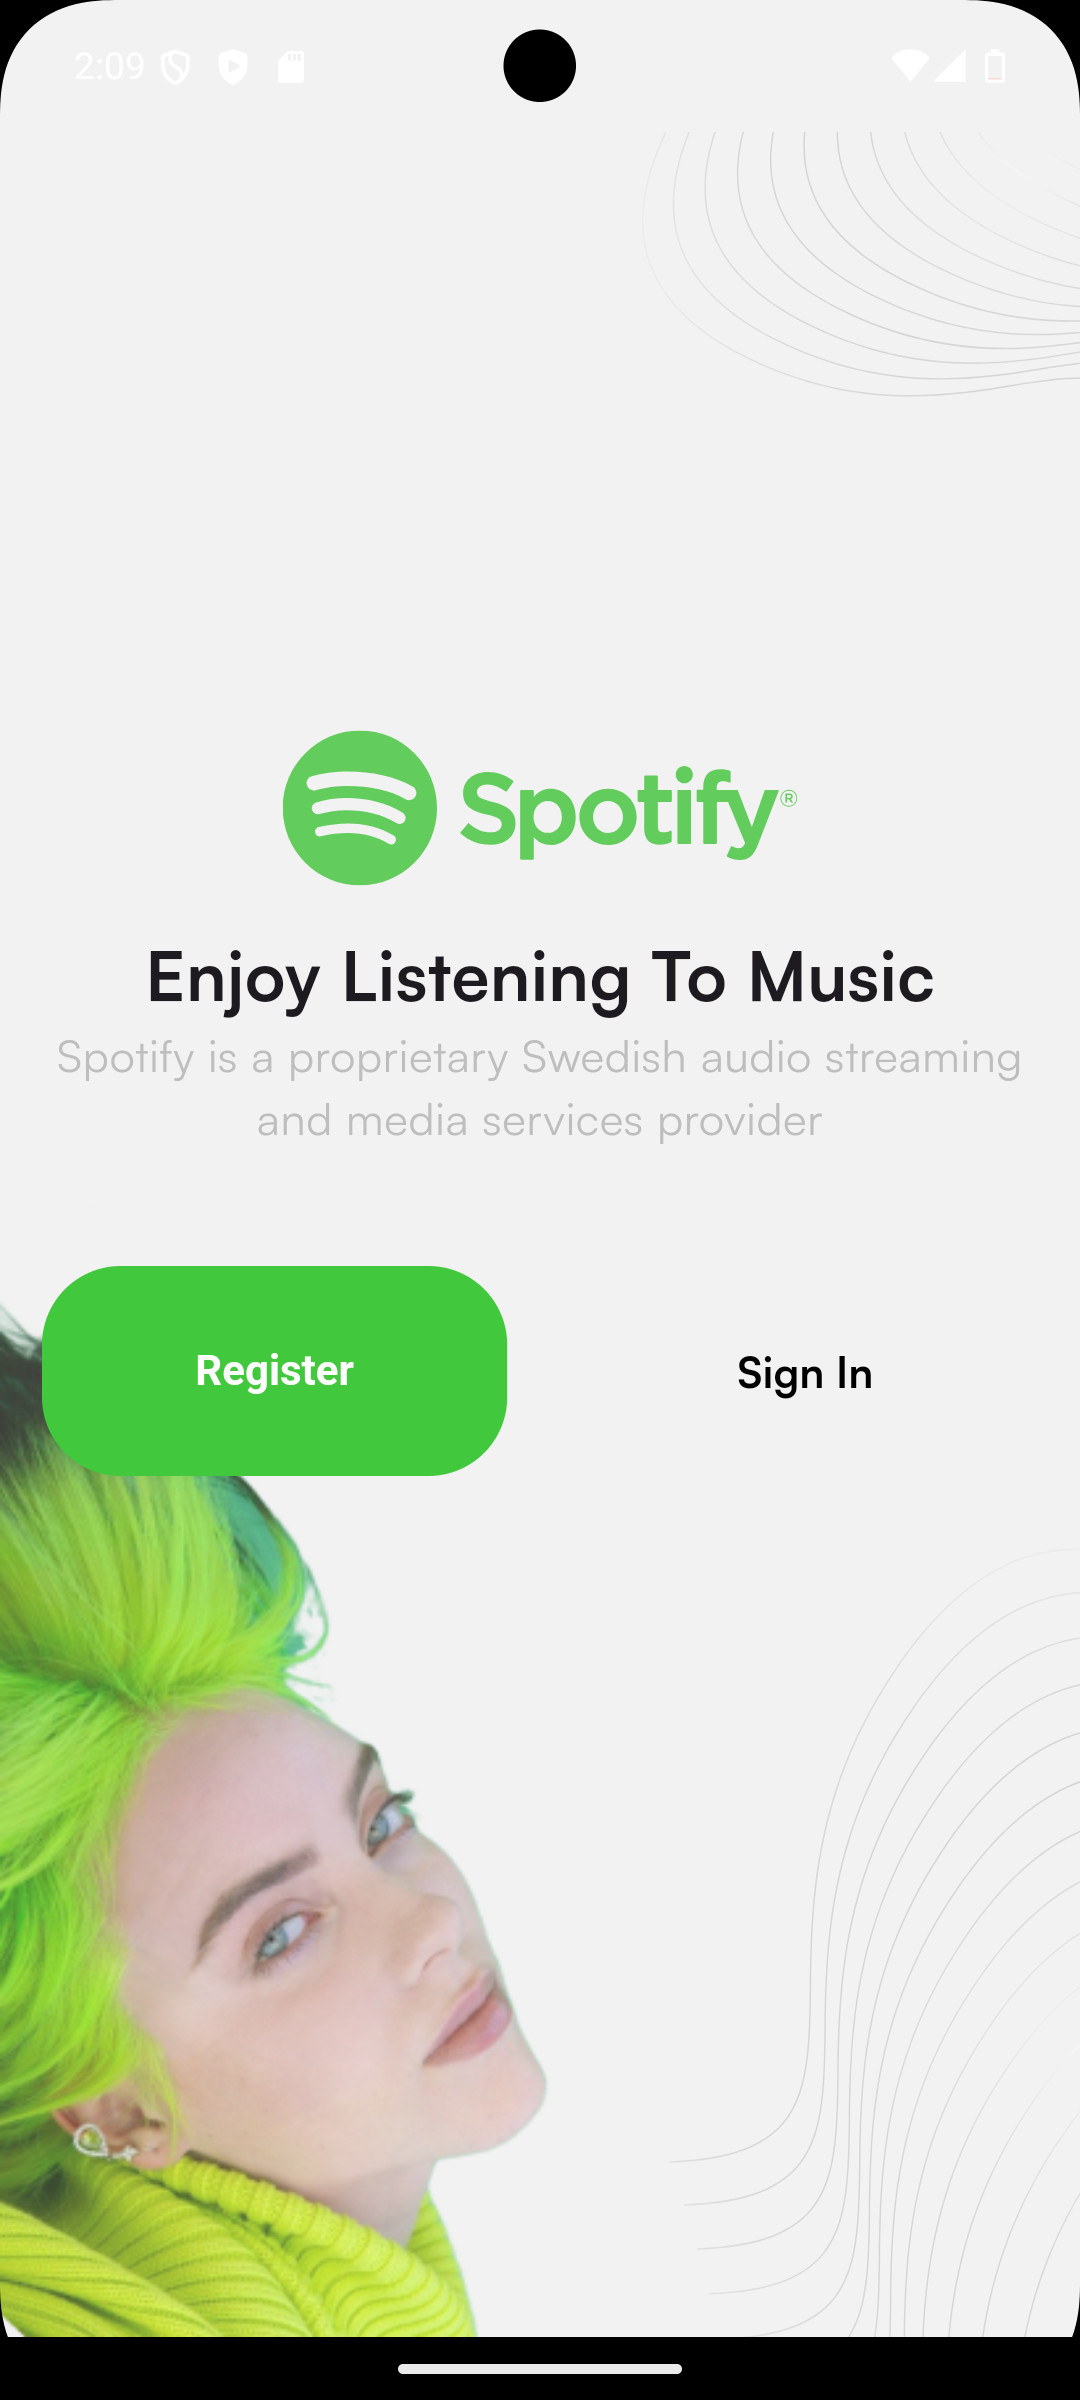 2:09
Spotify®
Enjoy Listening To Music
Spotify is a proprietary Swedish audio streaming
and media services provider
Register
Sign In